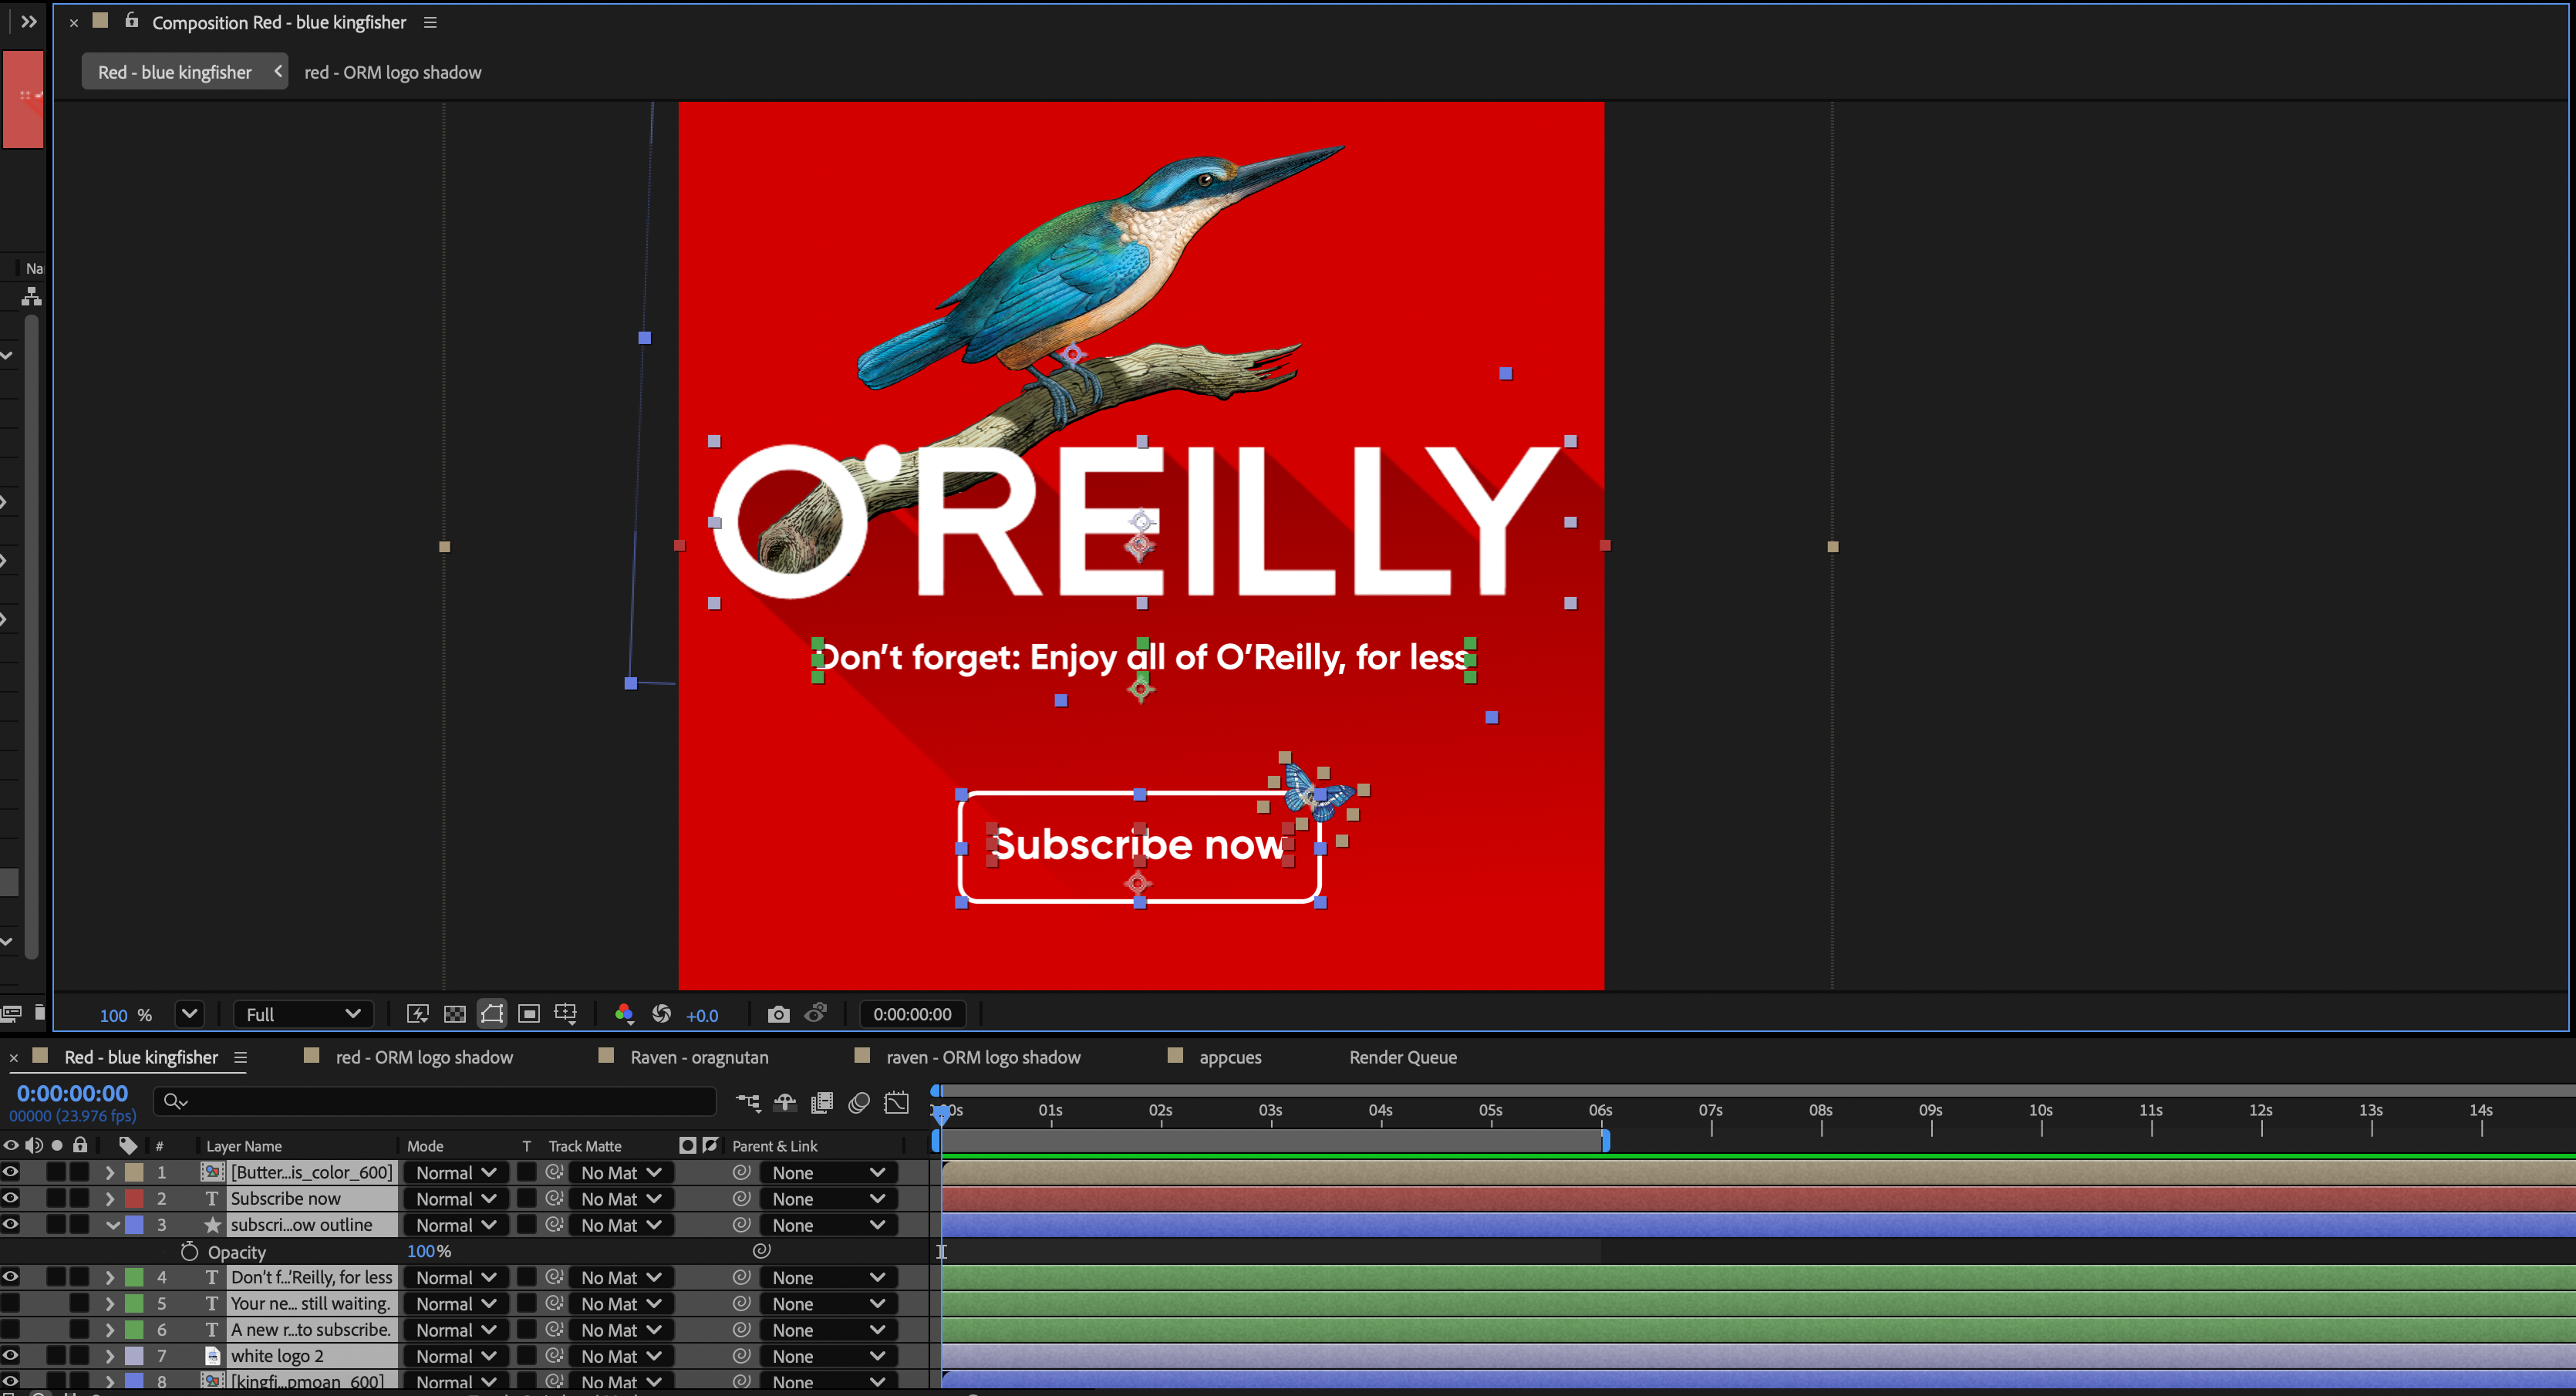 Composition Red - blue kingfisher
Red - blue kingfisher
red - ORM logo shadow
Na
O'REILLY
Don't forget: Enjoy all of O'Reilly, for less
Subscribe now
100 %
Full
+0.0
0:00:00:00
Red - blue kingfisher
red - ORM logo shadow
Raven - oragnutan
raven - ORM logo shadow
appcues
Render Queue
0:00:00:00
00000 (23.976 fps)
0s 01s 02s 03s 04s 05s 06s 07s 08s 09s 10s 11s 12s 13s 14s
# Layer Name Mode T Track Matte Parent & Link
1 [Butter...is_color_600] Normal No Mat None
2 T Subscribe now Normal No Mat None
3 subscri...ow outline Normal No Mat None
Opacity 100%
4 T Don't f...'Reilly, for less Normal No Mat None
5 T Your ne... still waiting. Normal No Mat None
6 T A new r...to subscribe. Normal No Mat None
7 white logo 2 Normal No Mat None
8 [kingfi...pmoan_600] Normal No Mat None